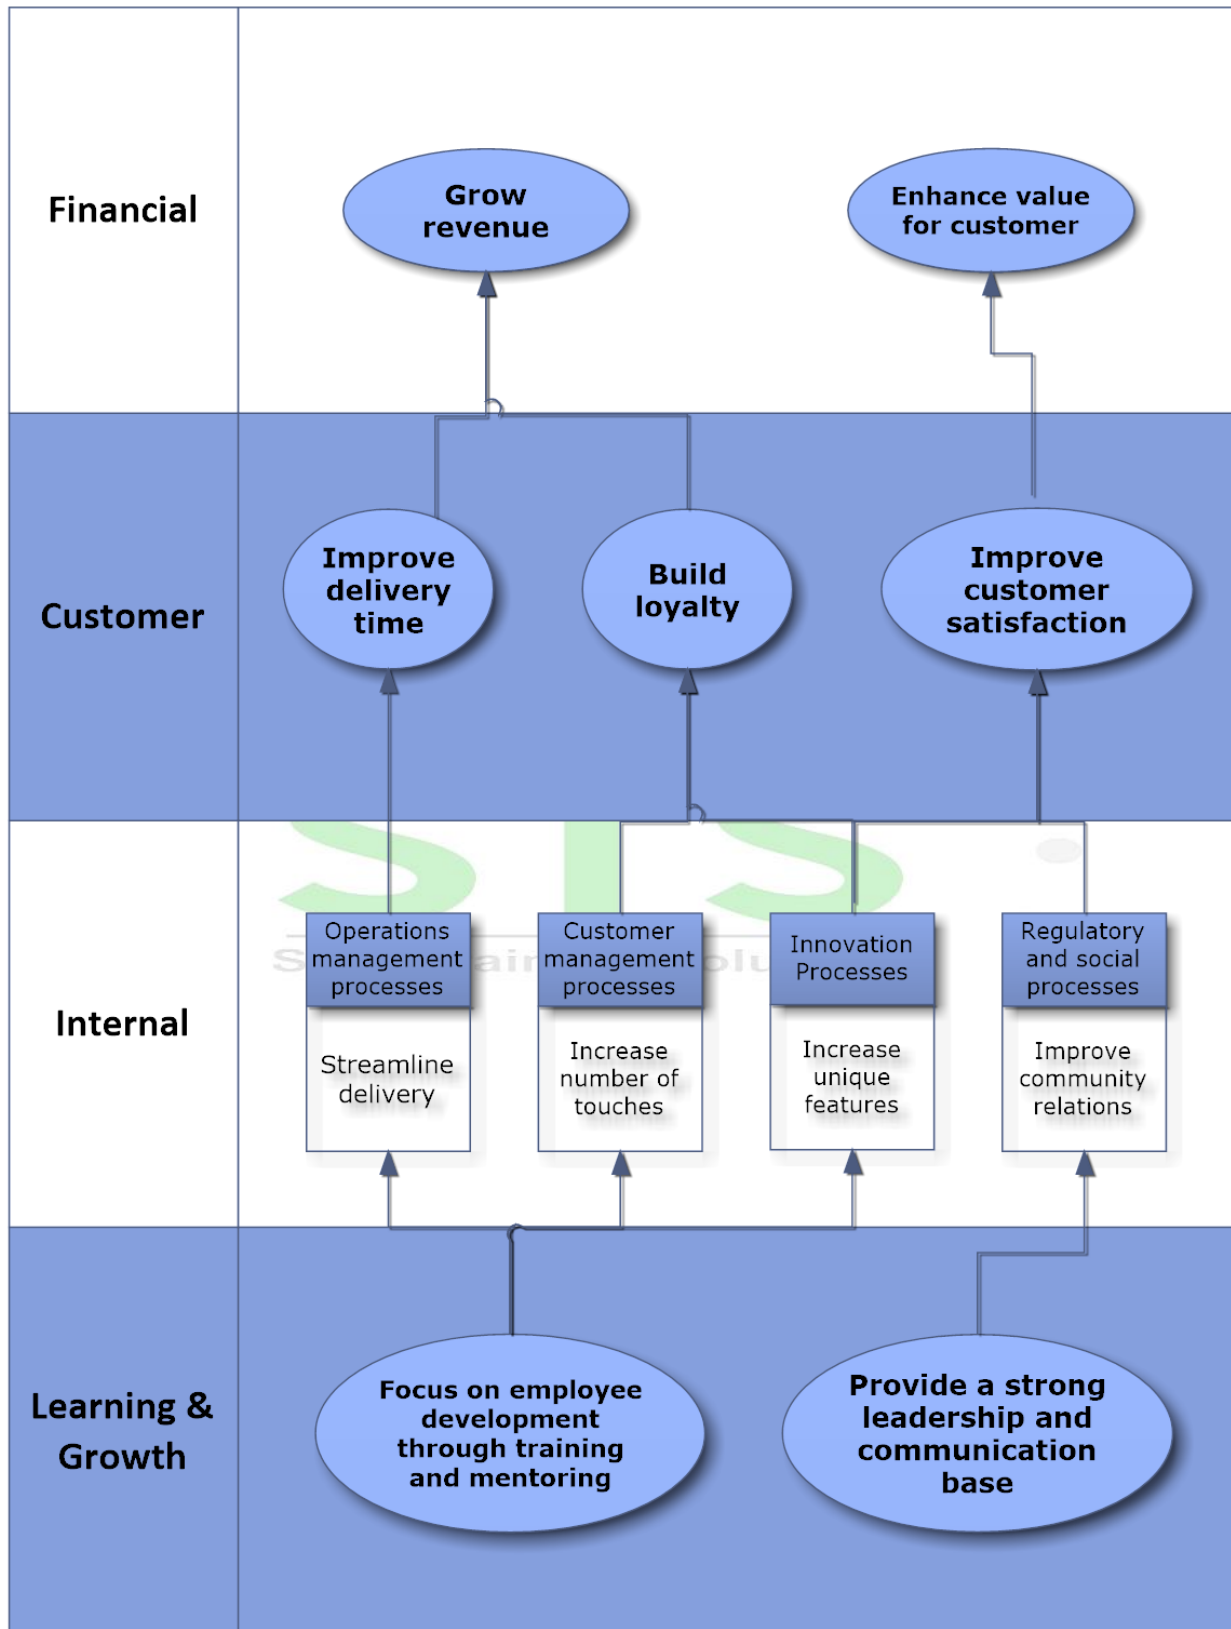 Financial
Grow
revenue
Enhance value
for customer
Customer
Improve
delivery
time
Build
loyalty
Improve
customer
satisfaction
STS
Internal
Operations
management
processes
Streamline
delivery
Customer
management
processes
Increase
number of
touches
Innovation
Processes
Increase
unique
features
Regulatory
and social
processes
Improve
community
relations
Learning &
Growth
Focus on employee
development
through training
and mentoring
Provide a strong
leadership and
communication
base